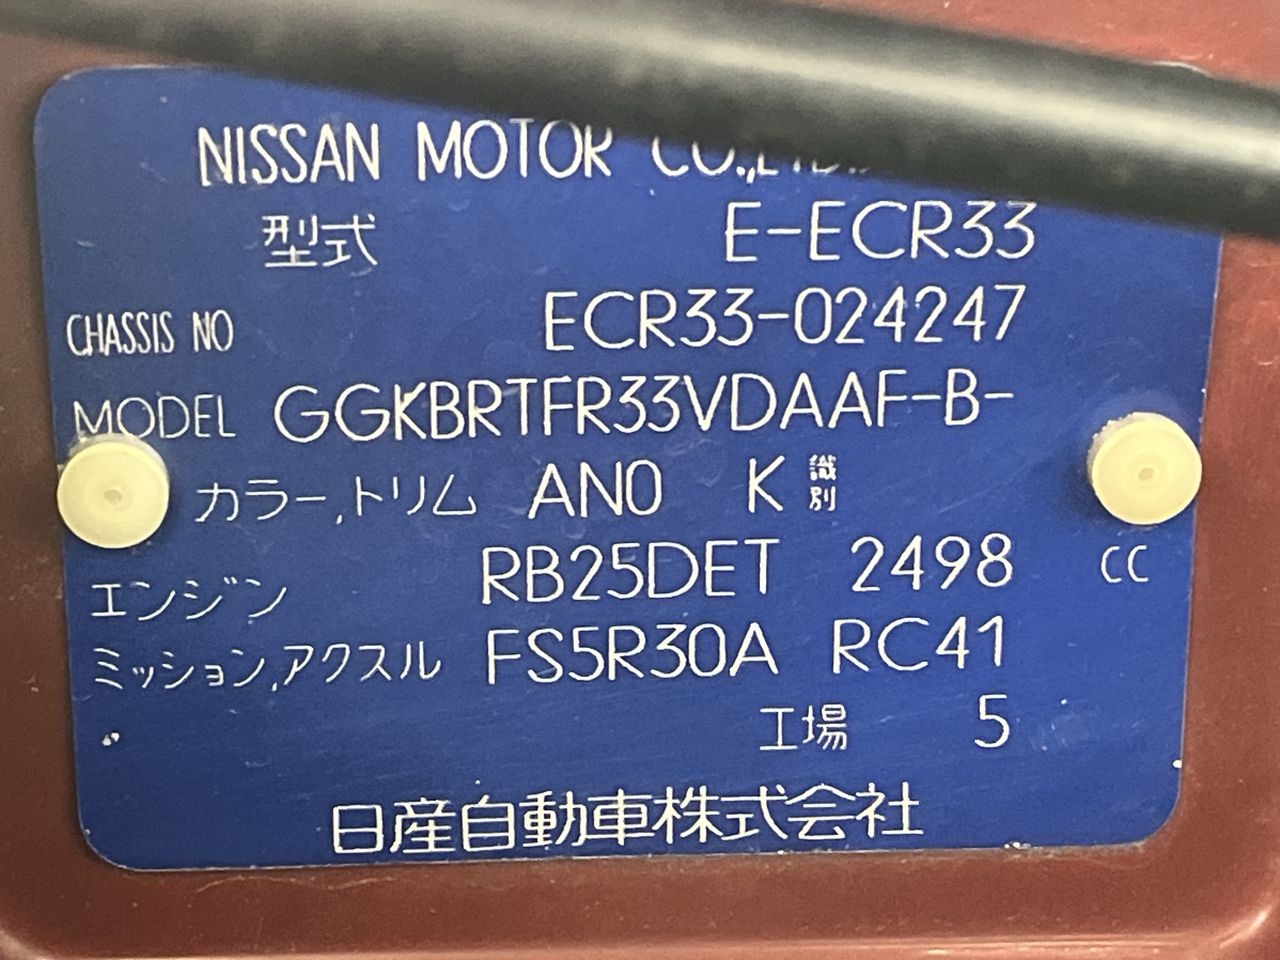 NISSAN MOTOR CO.,LTD.
型式 E-ECR33
CHASSIS NO ECR33-024247
MODEL GGKBRTFR33VDAAF-B-
カラー,トリム AN0 K 識別
エンジン RB25DET 2498 CC
ミッション,アクスル FS5R30A RC41
工場 5
日産自動車株式会社